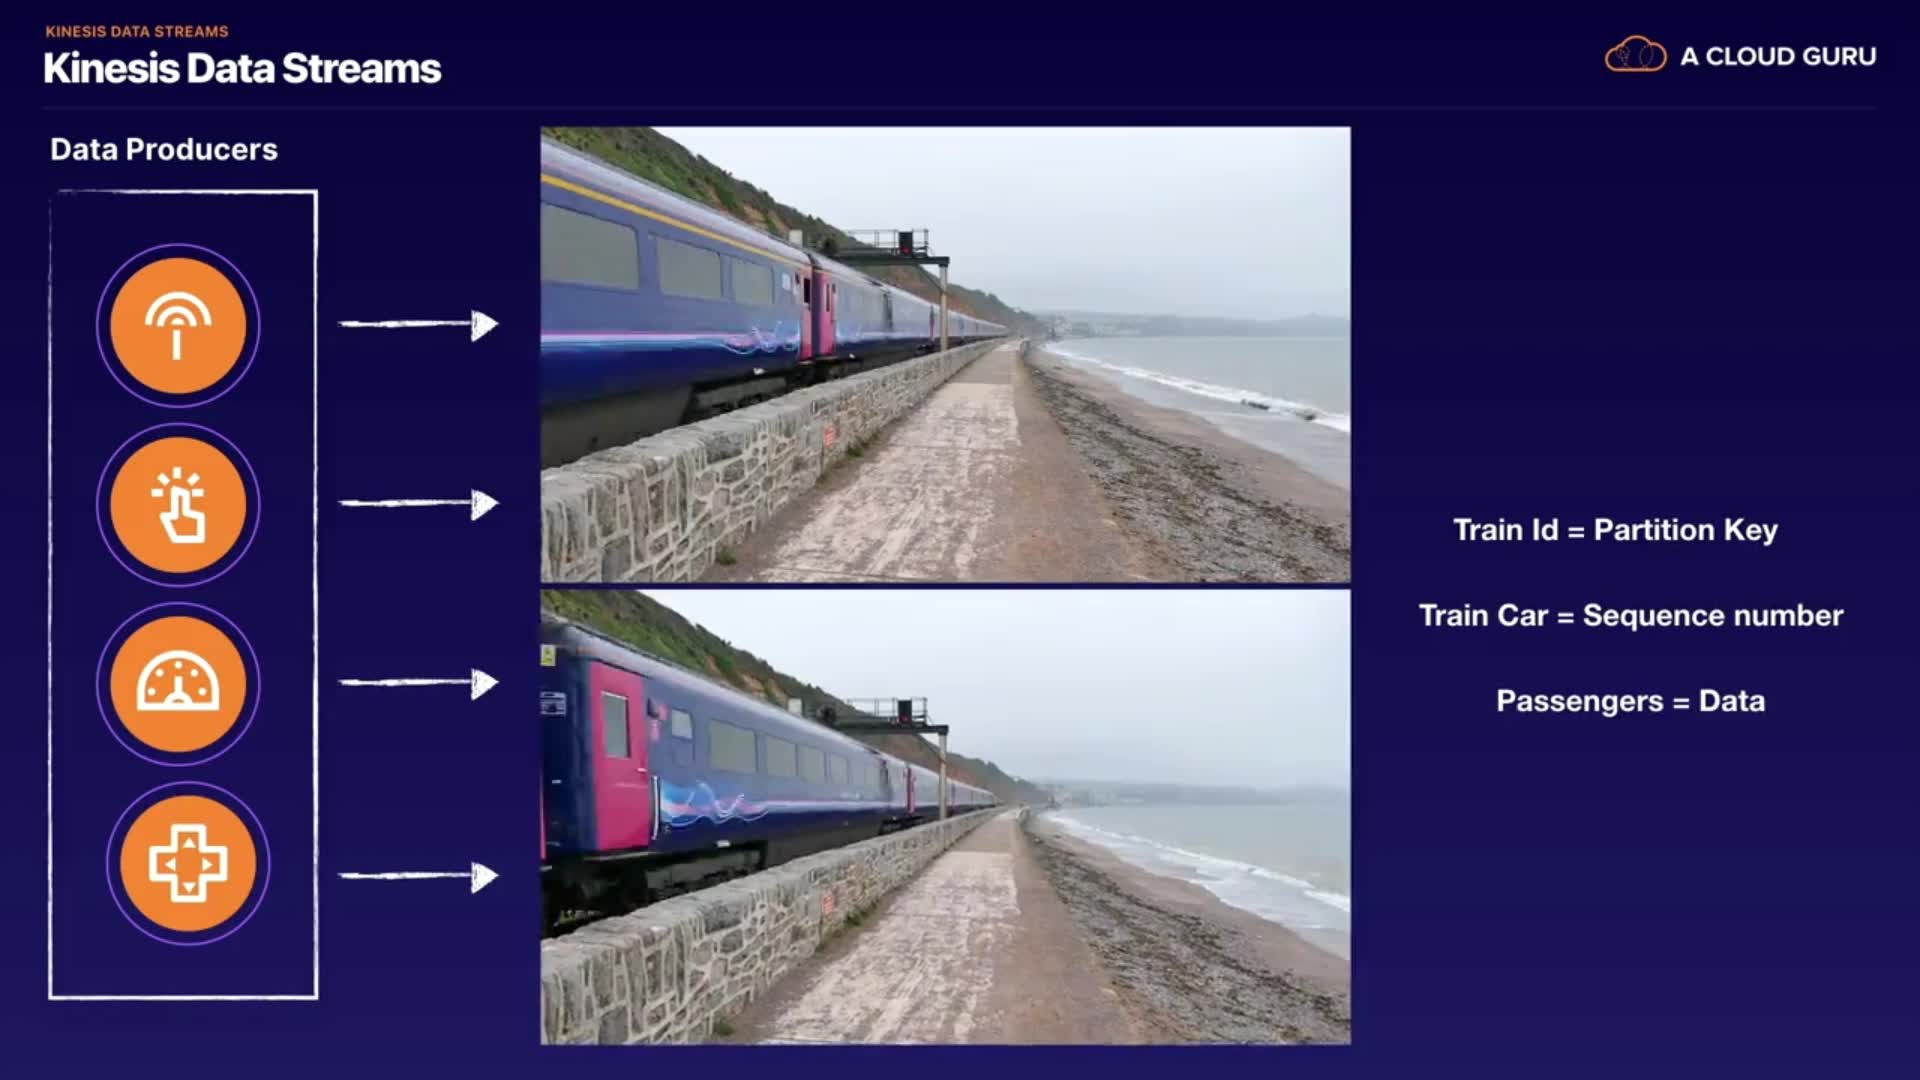 KINESIS DATA STREAMS
Kinesis Data Streams
A CLOUD GURU
Data Producers
Train Id = Partition Key
Train Car = Sequence number
Passengers = Data